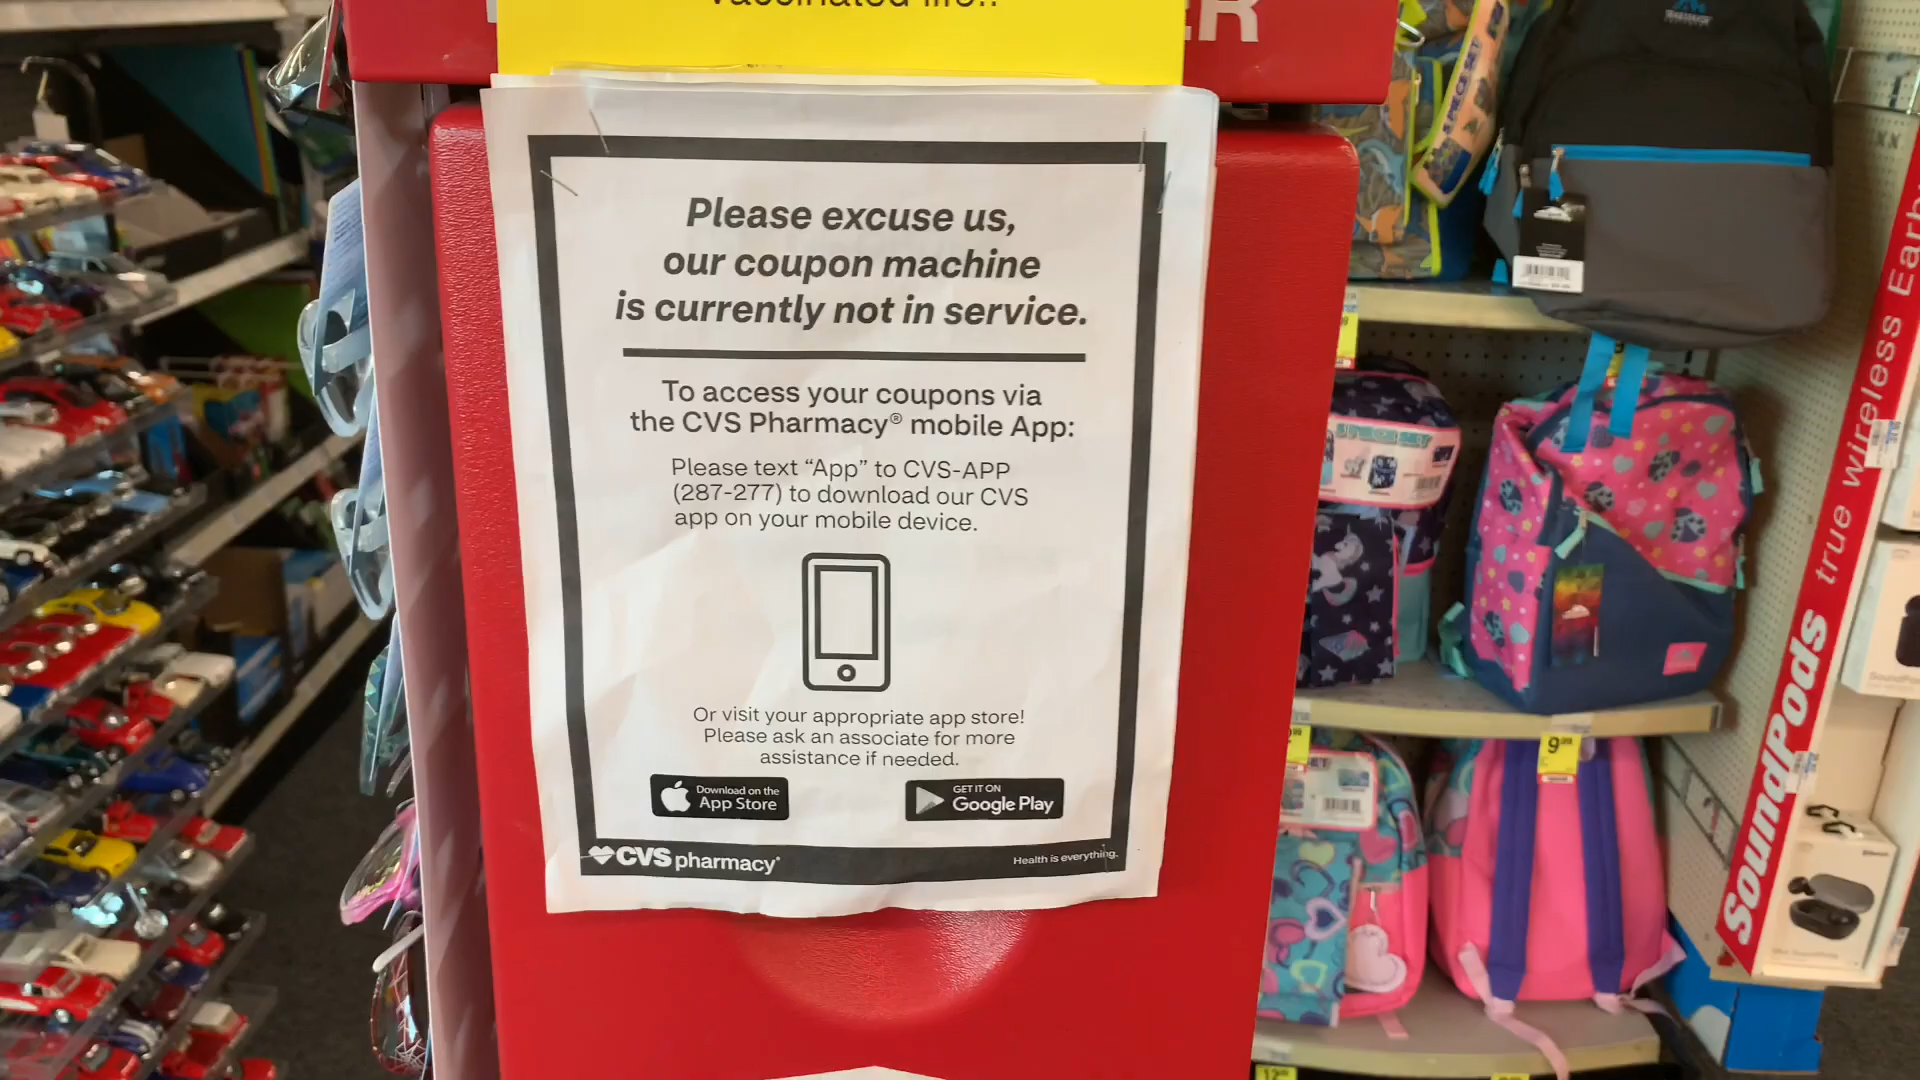 ER
Please excuse us,
our coupon machine
is currently not in service.
To access your coupons via
the CVS Pharmacy® mobile App:
Please text “App” to CVS-APP
(287-277) to download our CVS
app on your mobile device.
Or visit your appropriate app store!
Please ask an associate for more
assistance if needed.
Download on the
App Store
GET IT ON
Google Play
CVS pharmacy®
Health is everything.
SoundPods true wireless
9.99